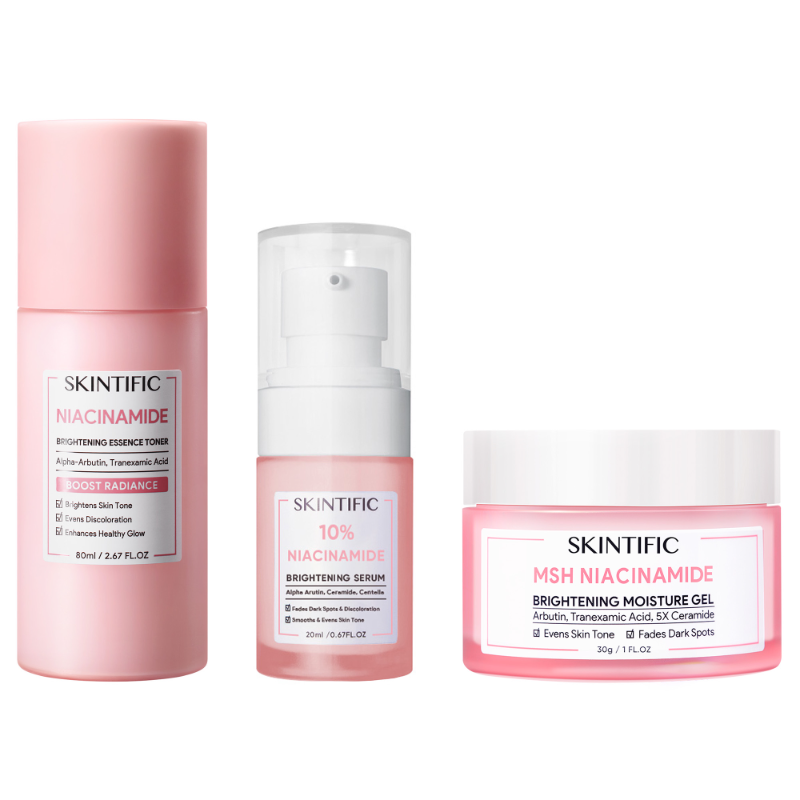 SKINTIFIC
NIACINAMIDE
BRIGHTENING ESSENCE TONER
Alpha-Arbutin, Tranexamic Acid
BOOST RADIANCE
Brightens Skin Tone
Evens Discoloration
Enhances Healthy Glow
80ml / 2.67 FL.OZ
SKINTIFIC
10%
NIACINAMIDE
BRIGHTENING SERUM
Alpha Arutin, Ceramide, Centella
Fades Dark Spots & Discoloration
Smooths & Evens Skin Tone
20ml /0.67FL.OZ
SKINTIFIC
MSH NIACINAMIDE
BRIGHTENING MOISTURE GEL
Arbutin, Tranexamic Acid, 5X Ceramide
Evens Skin Tone Fades Dark Spots
30g / 1 FL.OZ